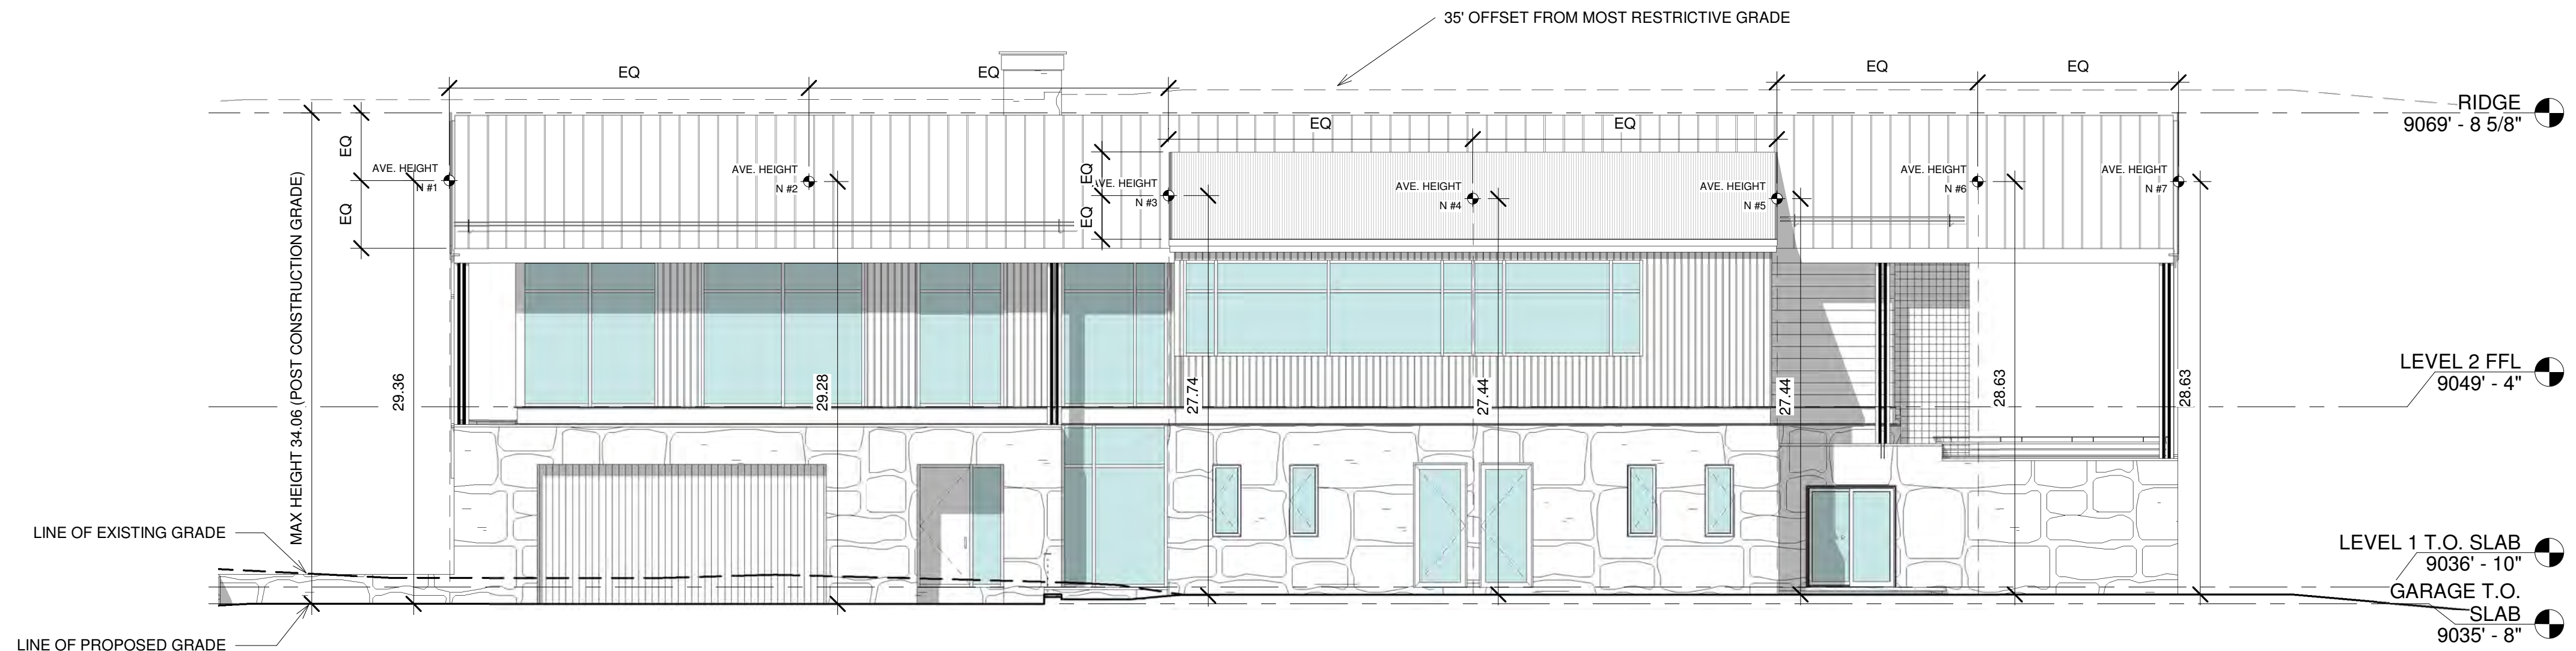 35' OFFSET FROM MOST RESTRICTIVE GRADE
EQ
EQ
EQ
EQ
RIDGE
9069' - 8 5/8"
EQ
EQ
EQ
EQ
EQ
EQ
AVE. HEIGHT
N #1
AVE. HEIGHT
N #2
AVE. HEIGHT
N #3
AVE. HEIGHT
N #4
AVE. HEIGHT
N #5
AVE. HEIGHT
N #6
AVE. HEIGHT
N #7
MAX HEIGHT 34.06 (POST CONSTRUCTION GRADE)
29.36
29.28
27.74
27.44
27.44
28.63
28.63
LEVEL 2 FFL
9049' - 4"
LINE OF EXISTING GRADE
LEVEL 1 T.O. SLAB
9036' - 10"
GARAGE T.O.
SLAB
9035' - 8"
LINE OF PROPOSED GRADE